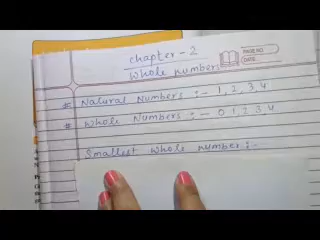 chapter - 2
Whole Numbers
PAGE NO.
DATE
# Natural Numbers :- 1, 2, 3, 4
# Whole Numbers :- 0 1, 2, 3, 4
Smallest whole number :-